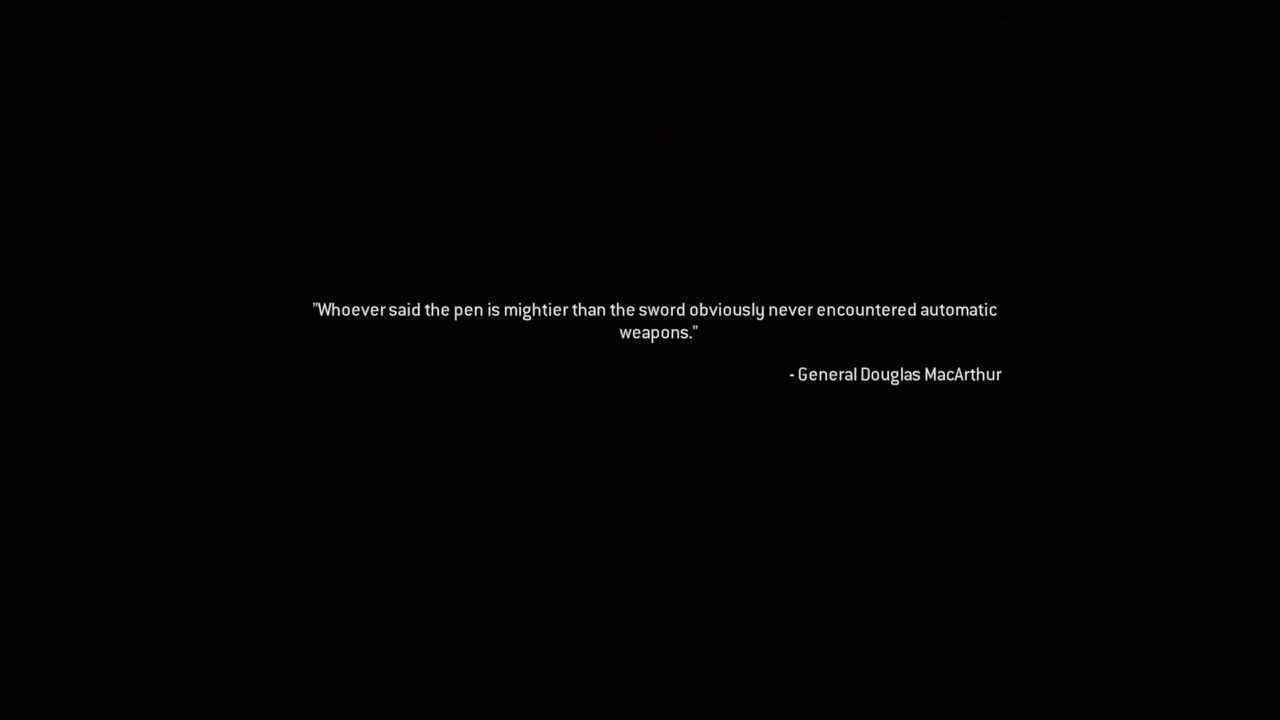 "Whoever said the pen is mightier than the sword obviously never encountered automatic
weapons."
- General Douglas MacArthur